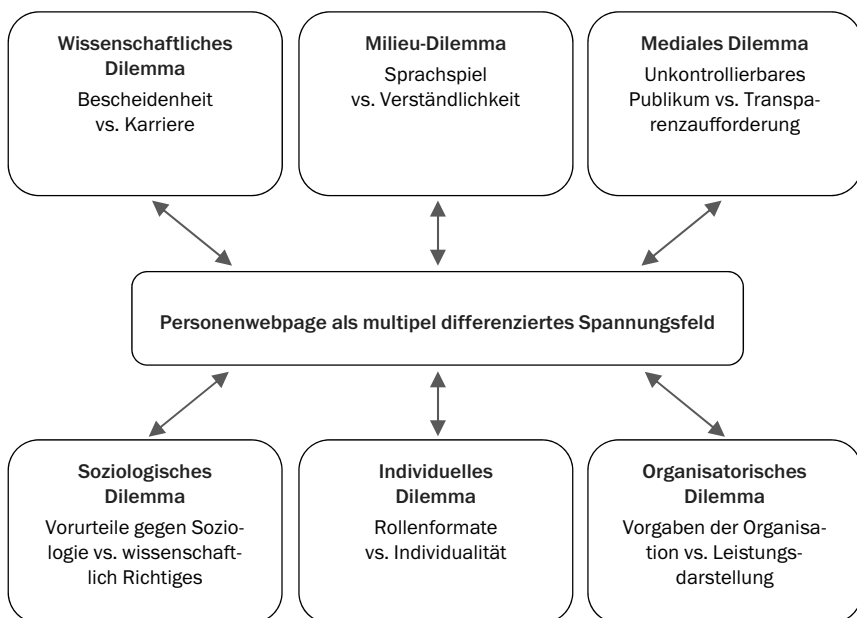 Wissenschaftliches
Dilemma
Bescheidenheit
vs. Karriere
Milieu-Dilemma
Sprachspiel
vs. Verständlichkeit
Mediales Dilemma
Unkontrollierbares
Publikum vs. Transpa-
renzaufforderung
Personenwebpage als multipel differenziertes Spannungsfeld
Soziologisches
Dilemma
Vorurteile gegen Sozio-
logie vs. wissenschaft-
lich Richtiges
Individuelles
Dilemma
Rollenformate
vs. Individualität
Organisatorisches
Dilemma
Vorgaben der Organisa-
tion vs. Leistungs-
darstellung